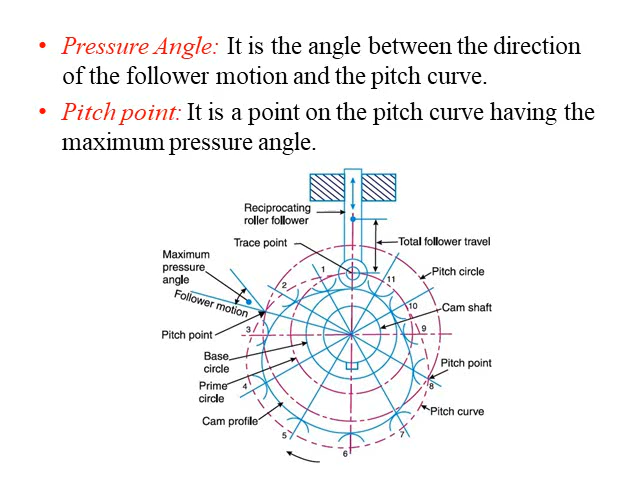 • Pressure Angle: It is the angle between the direction
of the follower motion and the pitch curve.
• Pitch point: It is a point on the pitch curve having the
maximum pressure angle.
Reciprocating
roller follower
Trace point
Total follower travel
Maximum
pressure
angle
Follower motion
Pitch circle
Cam shaft
Pitch point
Base
circle
Prime
circle
Cam profile
Pitch point
Pitch curve
1
2
3
4
5
6
7
8
9
10
11